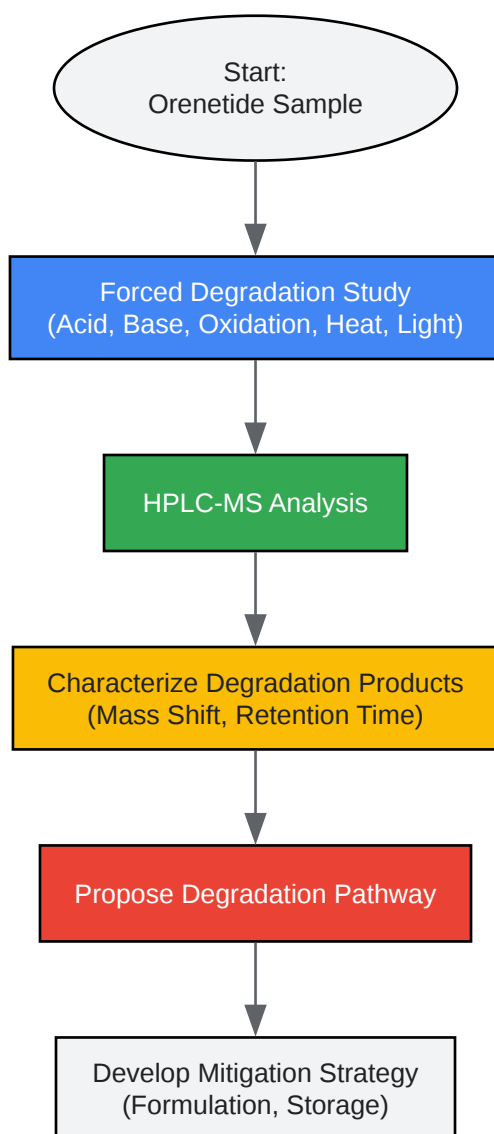 Start:
Orenetide Sample
Forced Degradation Study
(Acid, Base, Oxidation, Heat, Light)
HPLC-MS Analysis
Characterize Degradation Products
(Mass Shift, Retention Time)
Propose Degradation Pathway
Develop Mitigation Strategy
(Formulation, Storage)